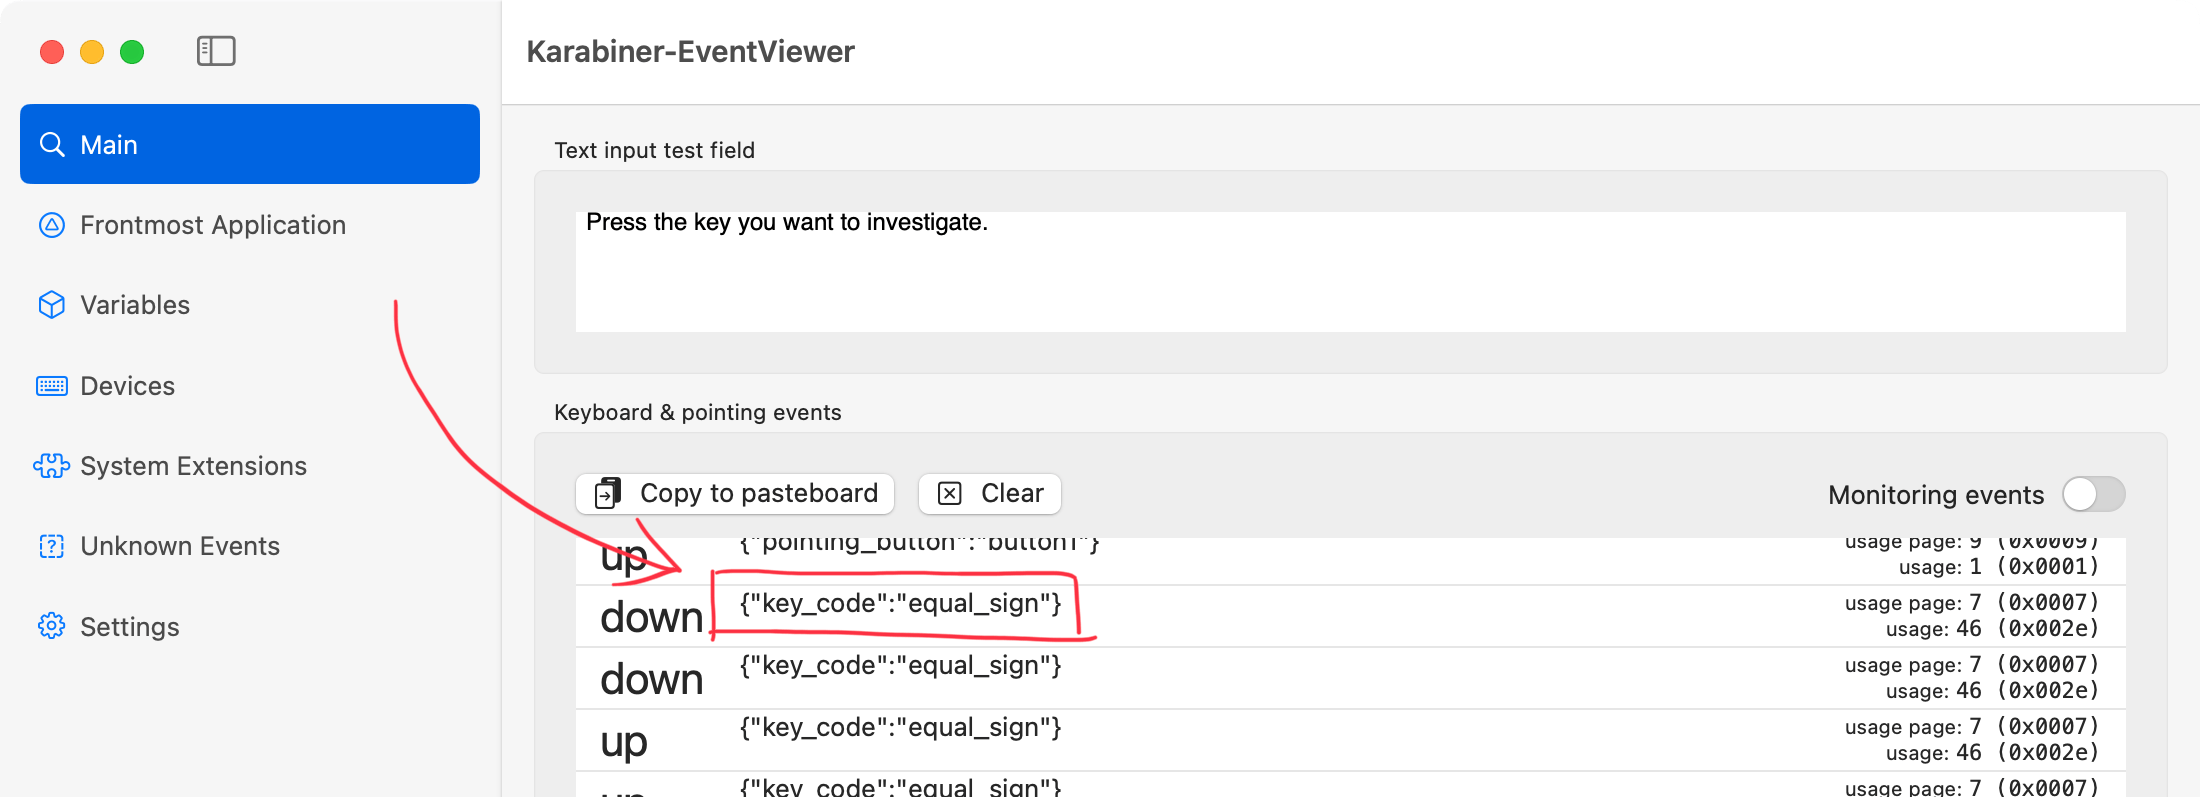 Karabiner-EventViewer
Main
Frontmost Application
Variables
Devices
System Extensions
Unknown Events
Settings
Text input test field
Press the key you want to investigate.
Keyboard & pointing events
Copy to pasteboard
Clear
Monitoring events
up {"pointing_button":"button1"} usage page: 9 (0x0009)
usage: 1 (0x0001)
down {"key_code":"equal_sign"} usage page: 7 (0x0007)
usage: 46 (0x002e)
down {"key_code":"equal_sign"} usage page: 7 (0x0007)
usage: 46 (0x002e)
up {"key_code":"equal_sign"} usage page: 7 (0x0007)
usage: 46 (0x002e)
up {"key_code":"equal_sign"} usage page: 7 (0x0007)